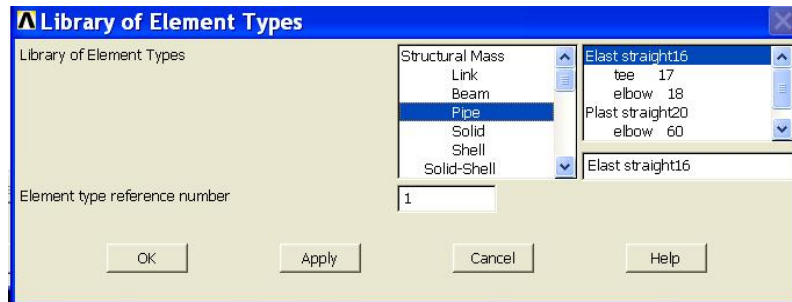 Library of Element Types
Library of Element Types
Structural Mass
Link
Beam
Pipe
Solid
Shell
Solid-Shell
Elast straight16
tee 17
elbow 18
Plast straight20
elbow 60
Elast straight16
Element type reference number
1
OK
Apply
Cancel
Help